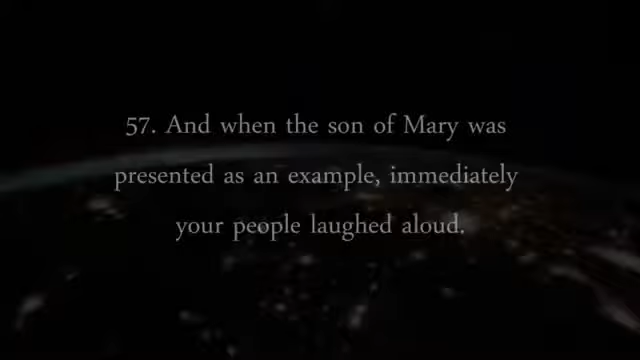 57. And when the son of Mary was
presented as an example, immediately
your people laughed aloud.